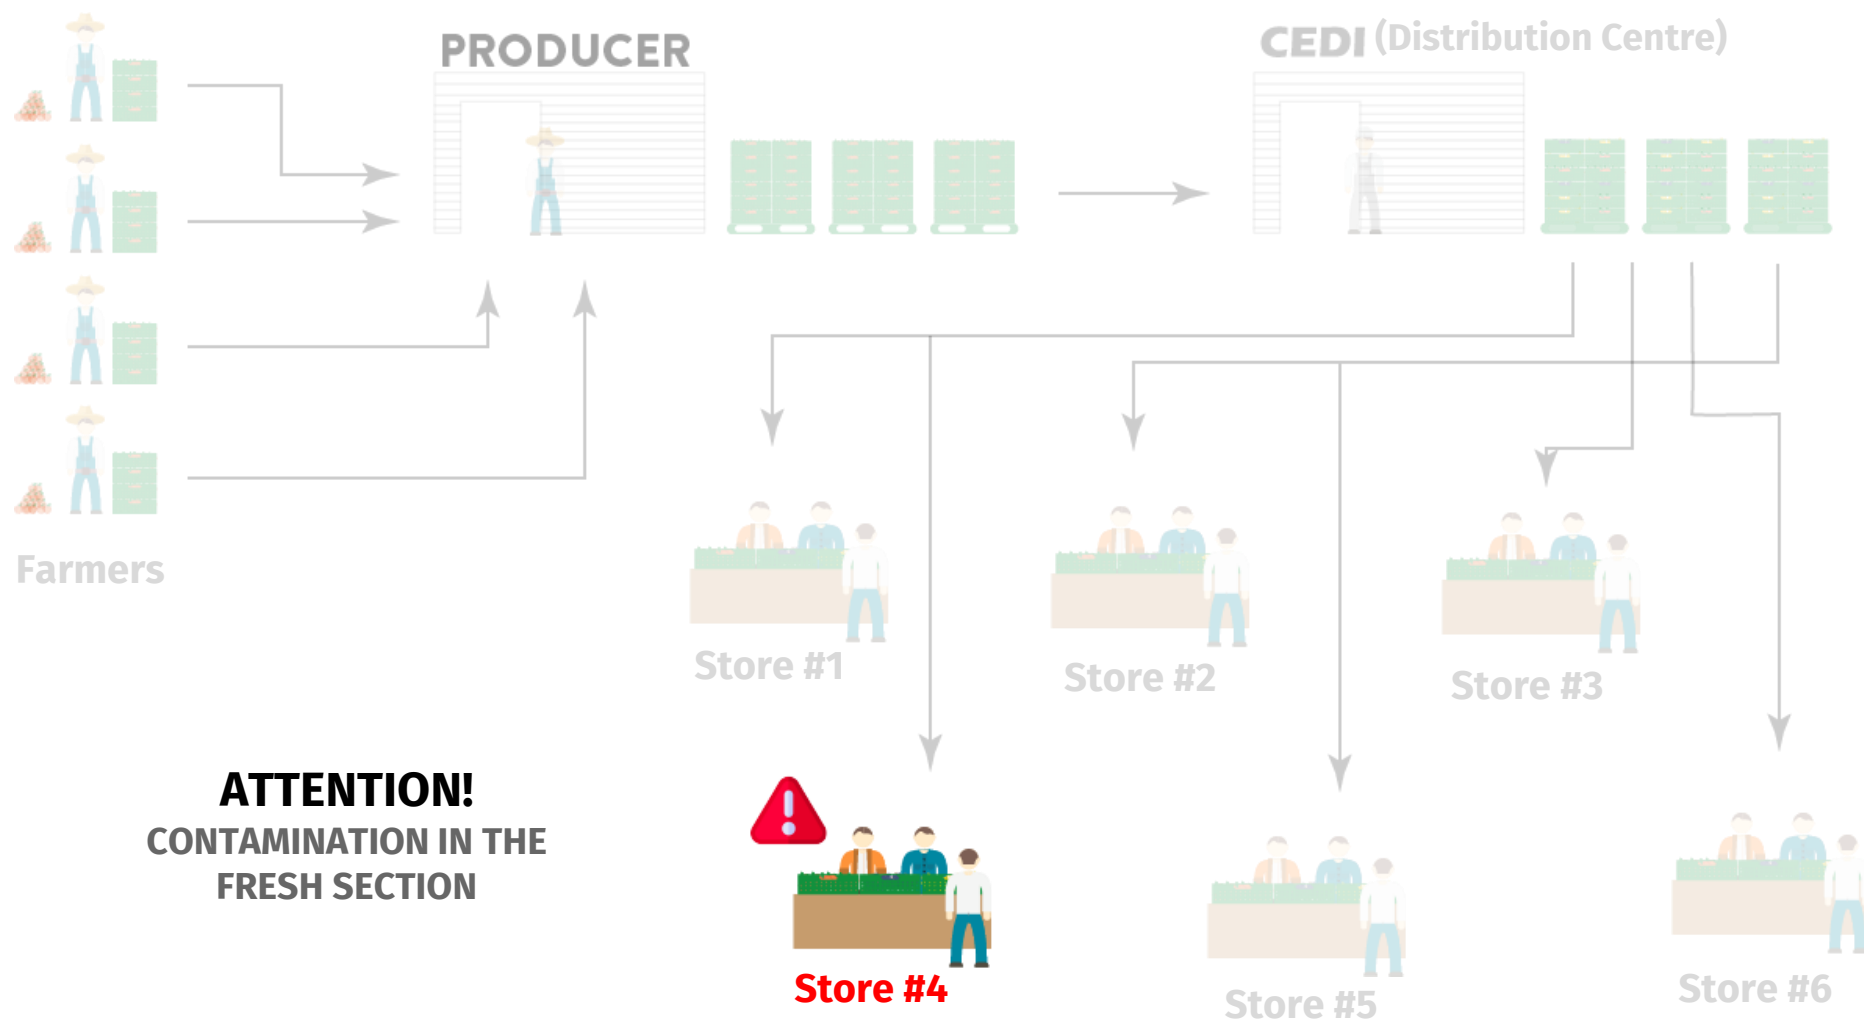 PRODUCER
CEDI (Distribution Centre)
Farmers
Store #1
Store #2
Store #3
ATTENTION!
CONTAMINATION IN THE
FRESH SECTION
Store #4
Store #5
Store #6